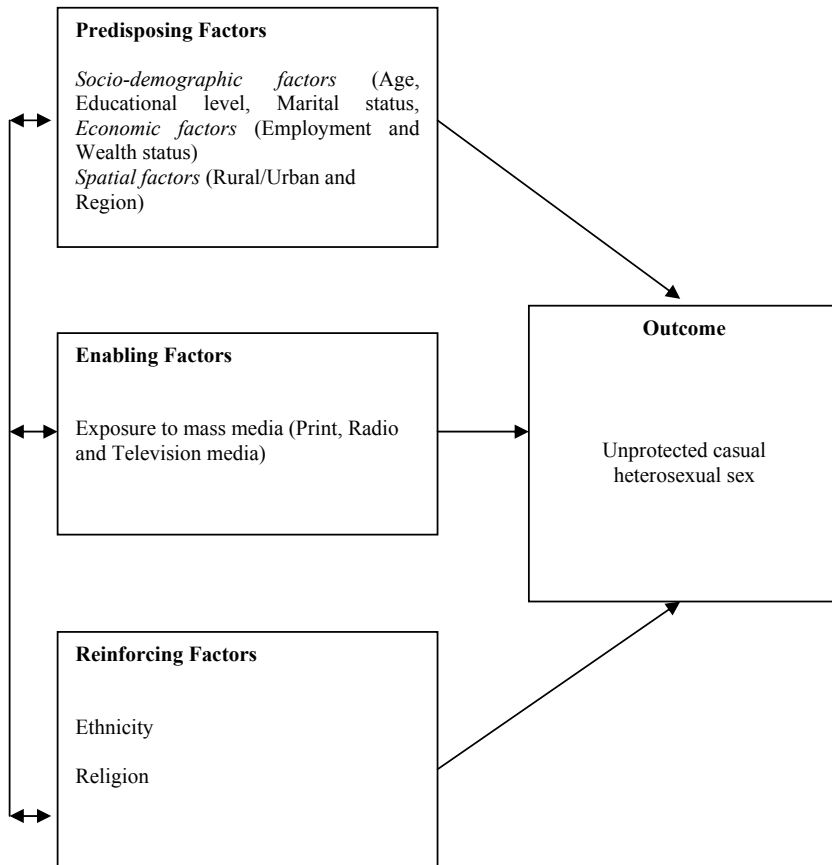 Predisposing Factors
Socio-demographic factors (Age,
Educational level, Marital status,
Economic factors (Employment and
Wealth status)
Spatial factors (Rural/Urban and
Region)
Enabling Factors
Exposure to mass media (Print, Radio
and Television media)
Outcome
Unprotected casual
heterosexual sex
Reinforcing Factors
Ethnicity
Religion